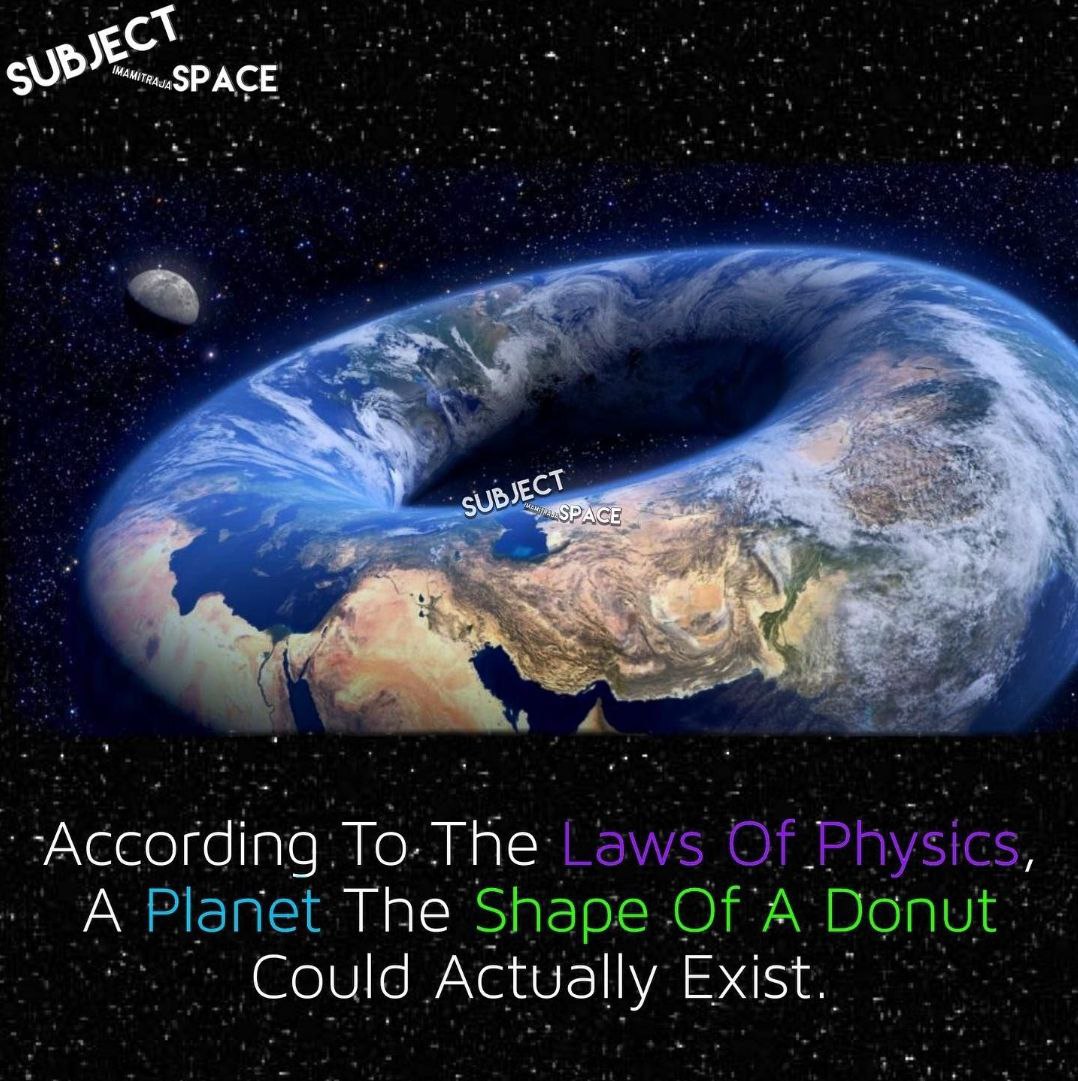 SUBJECT
IMAMITRAJA SPACE
SUBJECT
IMAMITRAJA SPACE
According To The Laws Of Physics,
A Planet The Shape Of A Donut
Could Actually Exist.